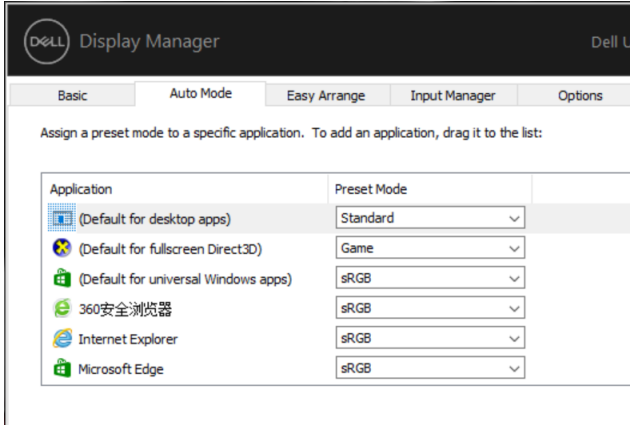 DELL Display Manager Dell U
Basic Auto Mode Easy Arrange Input Manager Options
Assign a preset mode to a specific application. To add an application, drag it to the list:
Application Preset Mode
(Default for desktop apps) Standard
(Default for fullscreen Direct3D) Game
(Default for universal Windows apps) sRGB
360安全浏览器 sRGB
Internet Explorer sRGB
Microsoft Edge sRGB